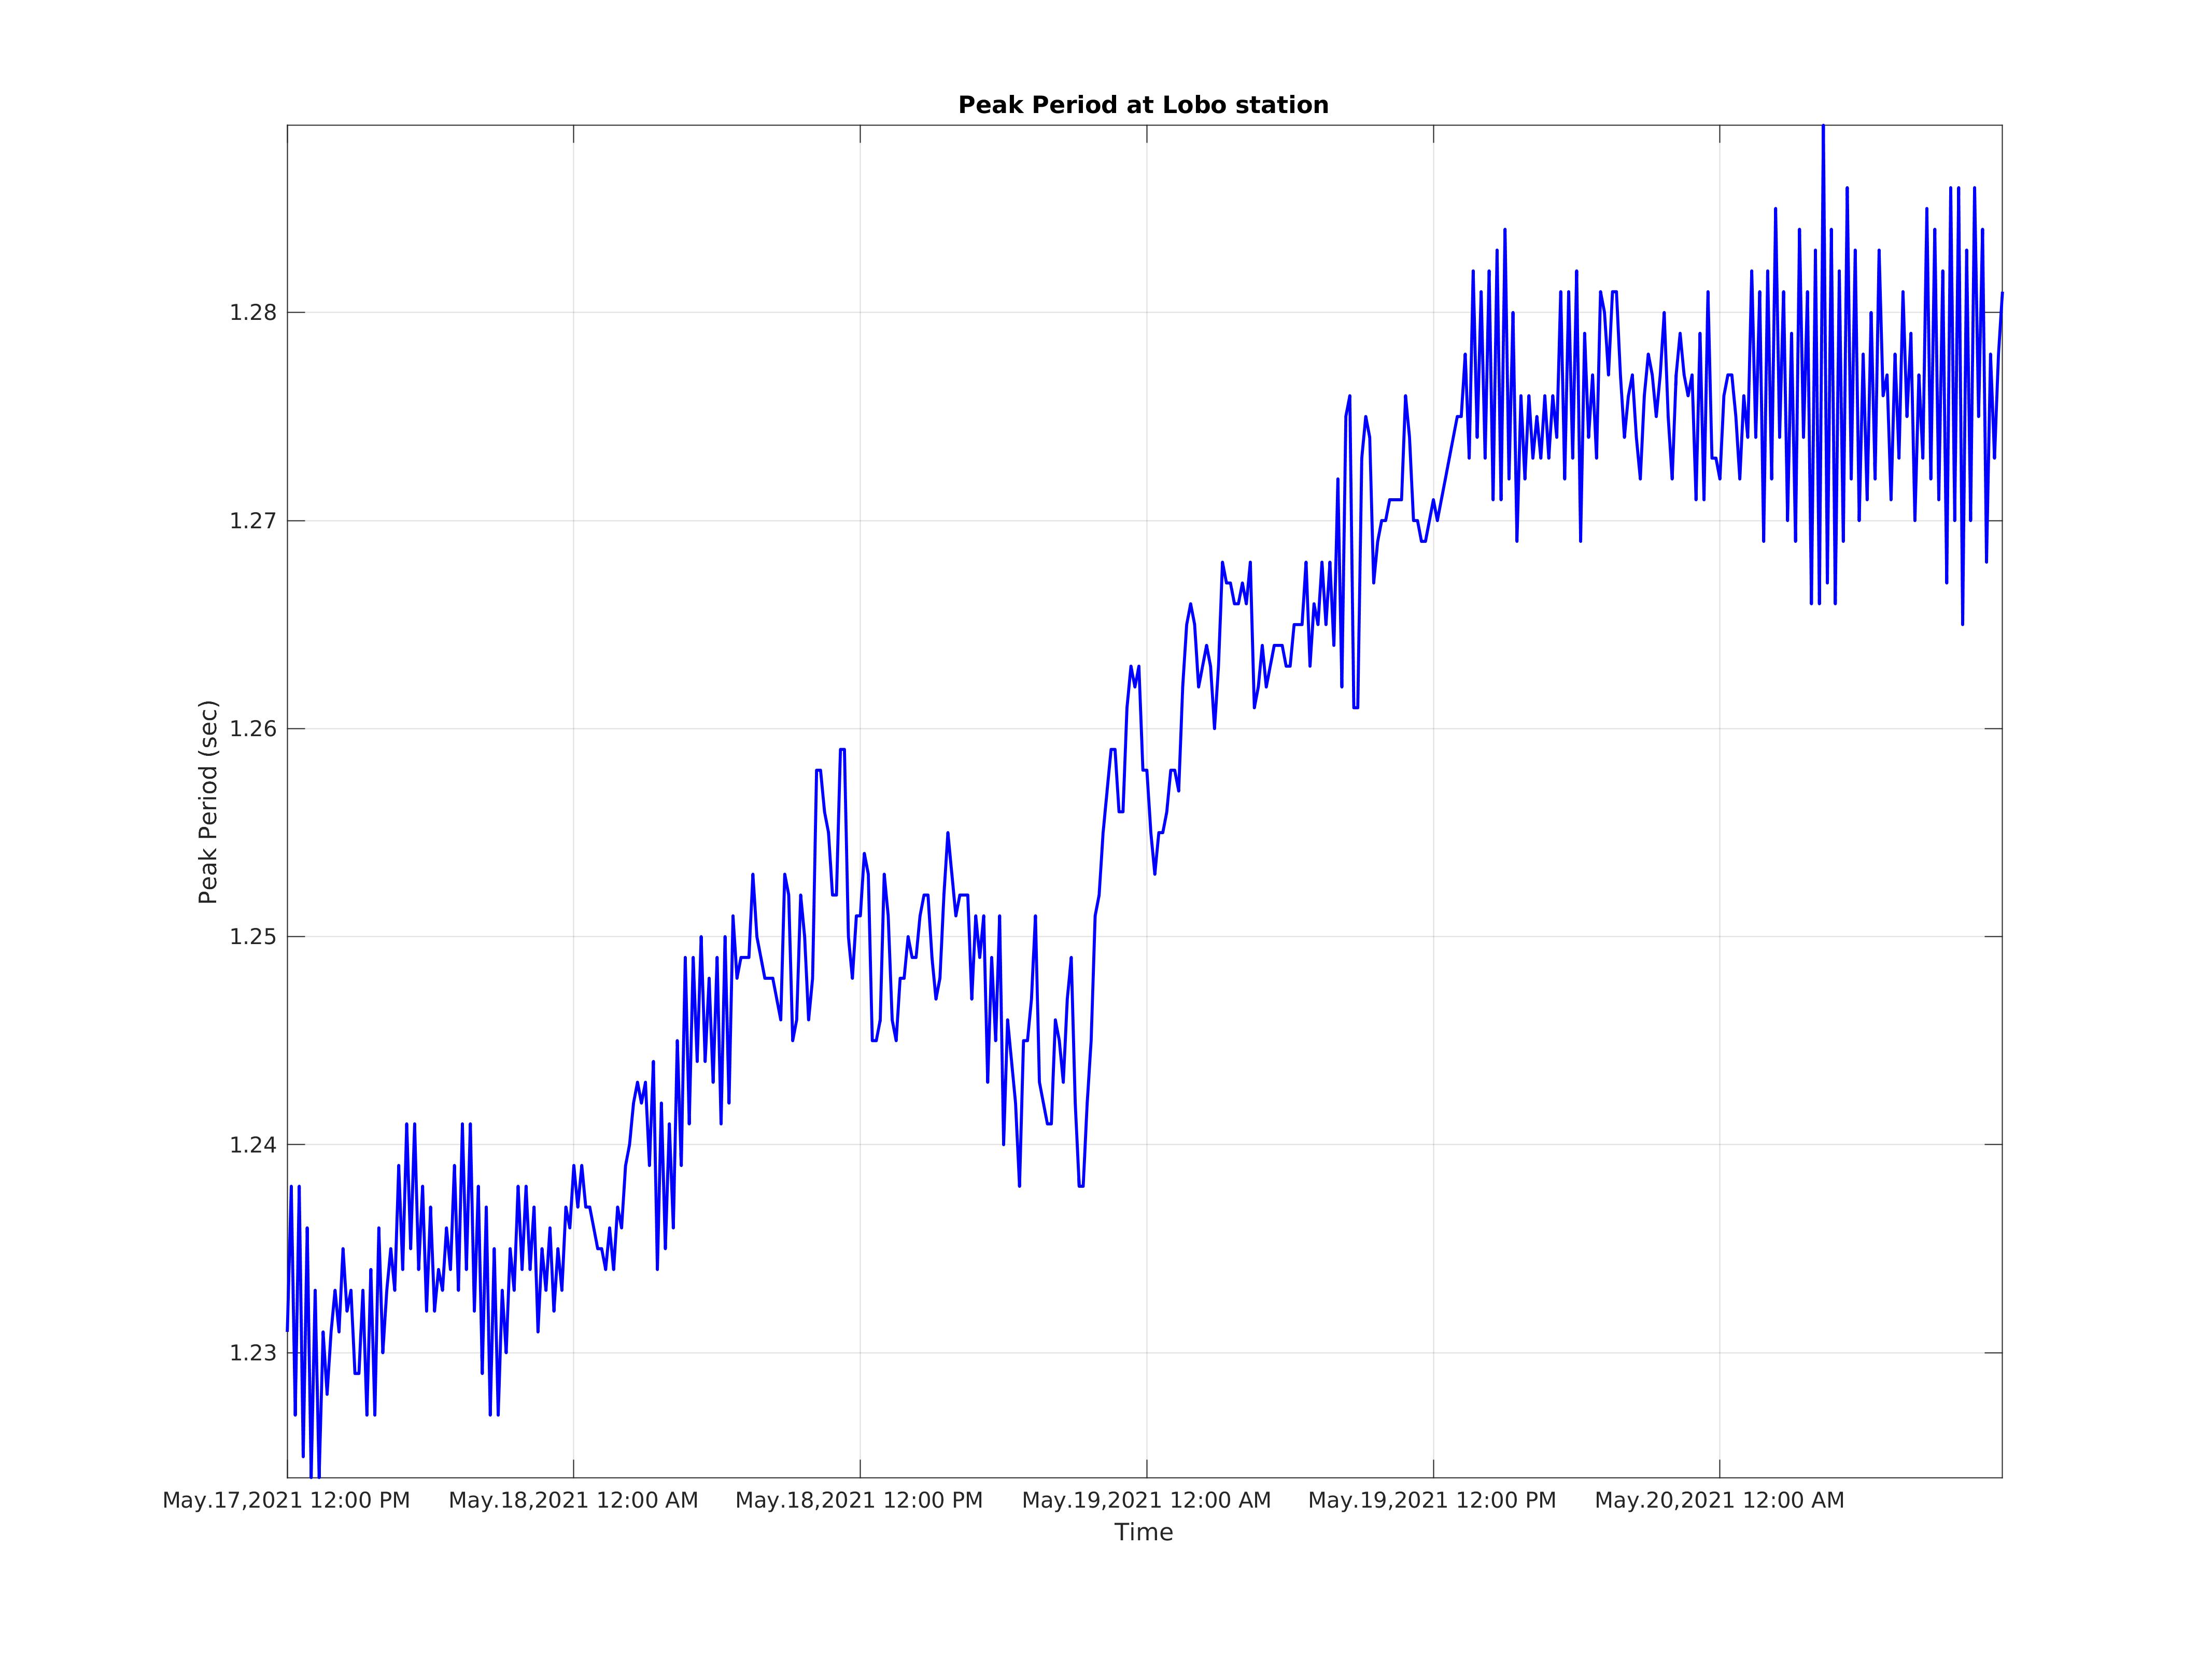 Peak Period at Lobo station
1.28
1.27
1.26
1.25
1.24
1.23
Peak Period (sec)
May.17,2021 12:00 PM
May.18,2021 12:00 AM
May.18,2021 12:00 PM
May.19,2021 12:00 AM
May.19,2021 12:00 PM
May.20,2021 12:00 AM
Time